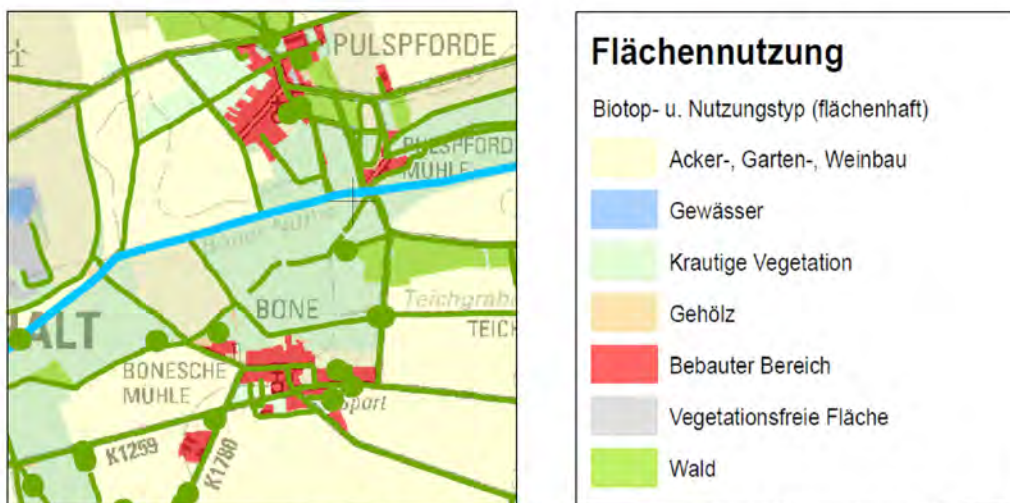 PULSPFORDE
PULSPFORD
MÜHLE
BONE
Teichgrabe
TEICH
ALT
BONESCHE
MÜHLE
Sport
K1259
K1780
Flächennutzung
Biotop- u. Nutzungstyp (flächenhaft)
Acker-, Garten-, Weinbau
Gewässer
Krautige Vegetation
Gehölz
Bebauter Bereich
Vegetationsfreie Fläche
Wald